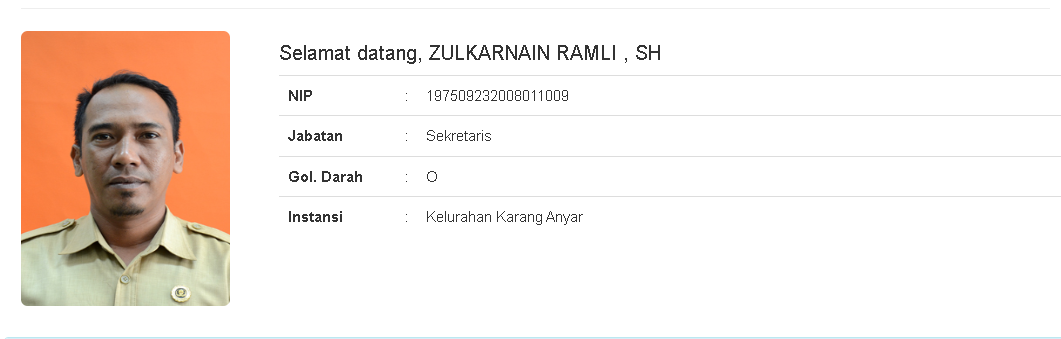 Selamat datang, ZULKARNAIN RAMLI , SH
NIP : 197509232008011009
Jabatan : Sekretaris
Gol. Darah : O
Instansi : Kelurahan Karang Anyar